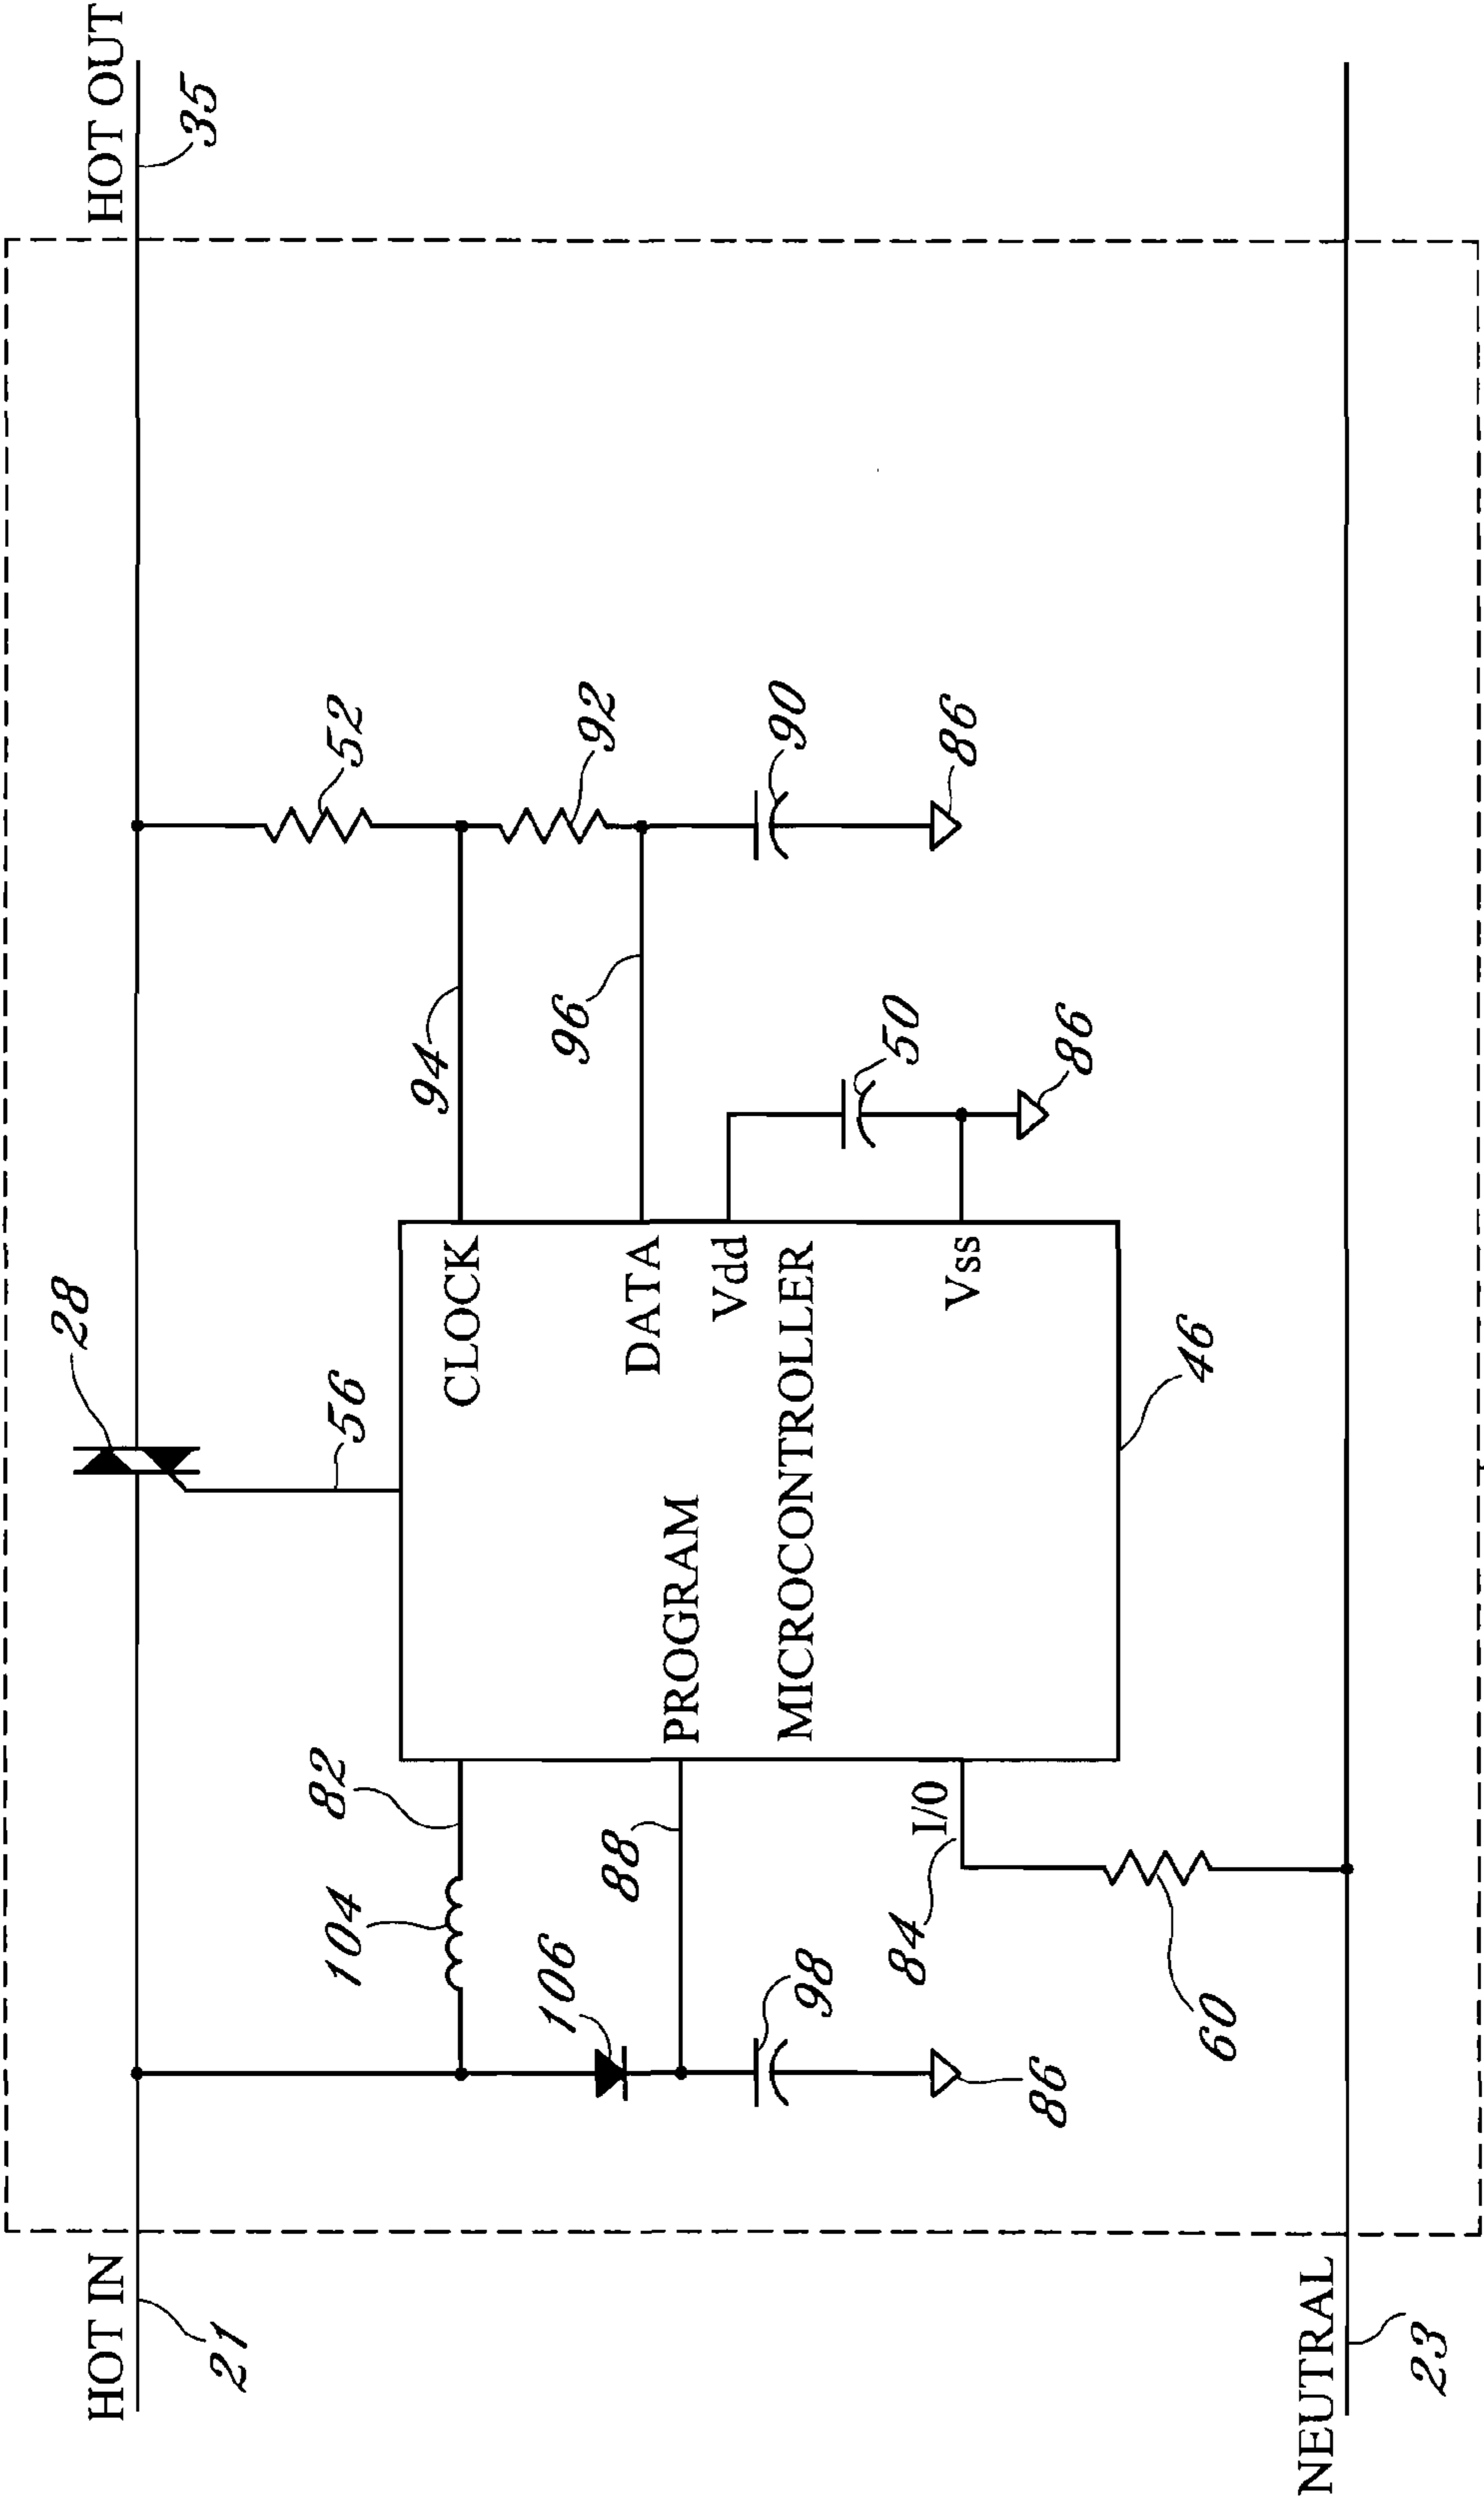 HOT IN
HOT OUT
21
35
28
56
52
82
104
94
CLOCK
92
106
88
96
DATA
PROGRAM
Vdd
MICROCONTROLLER
90
98
50
84
I/O
Vss
86
86
86
60
46
NEUTRAL
23